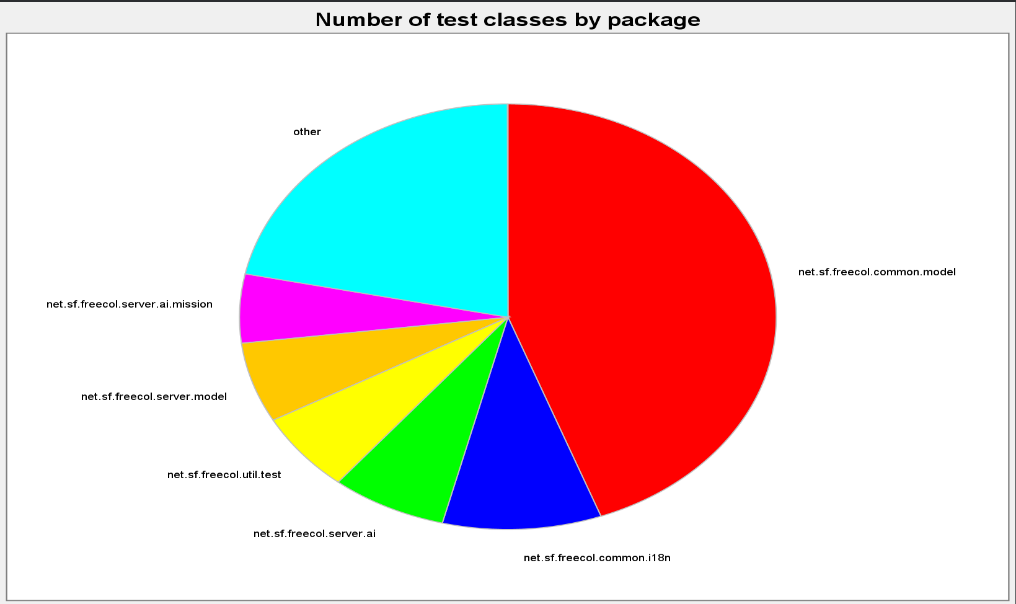 Number of test classes by package
other
net.sf.freecol.common.model
net.sf.freecol.server.ai.mission
net.sf.freecol.server.model
net.sf.freecol.util.test
net.sf.freecol.server.ai
net.sf.freecol.common.i18n